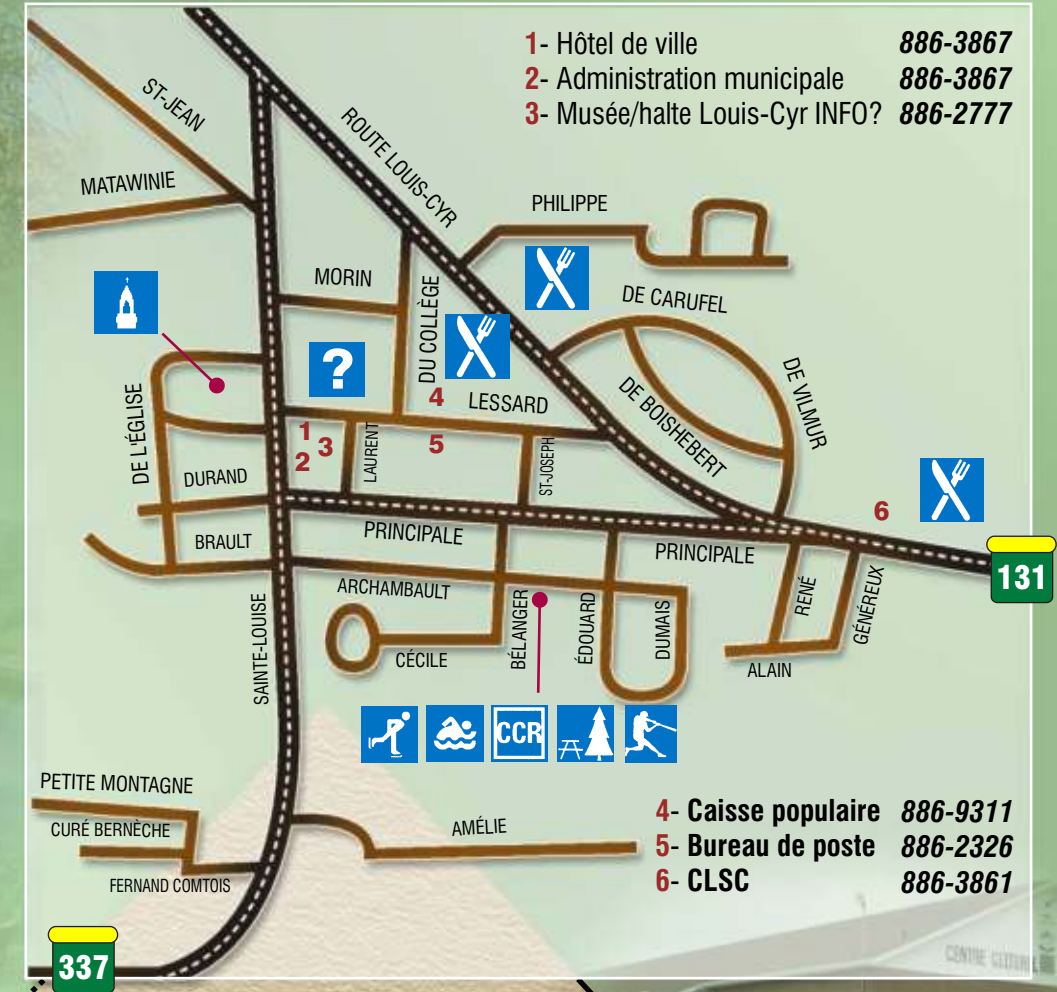 1- Hôtel de ville 886-3867
2- Administration municipale 886-3867
3- Musée/halte Louis-Cyr INFO? 886-2777
ST-JEAN
ROUTE LOUIS-CYR
MATAWINIE
PHILIPPE
MORIN
DU COLLÈGE
DE CARUFEL
?
DE L'ÉGLISE
4
LESSARD
DE BOISHEBERT
DE VILMUR
1
3
2
LAURENT
5
ST-JOSEPH
DURAND
6
PRINCIPALE
PRINCIPALE
BRAULT
131
ARCHAMBAULT
SAINTE-LOUISE
CÉCILE
BÉLANGER
ÉDOUARD
DUMAIS
RENÉ
GÉNÉREUX
ALAIN
CCR
PETITE MONTAGNE
CURÉ BERNÈCHE
FERNAND COMTOIS
AMÉLIE
4- Caisse populaire 886-9311
5- Bureau de poste 886-2326
6- CLSC 886-3861
337
CENTRE